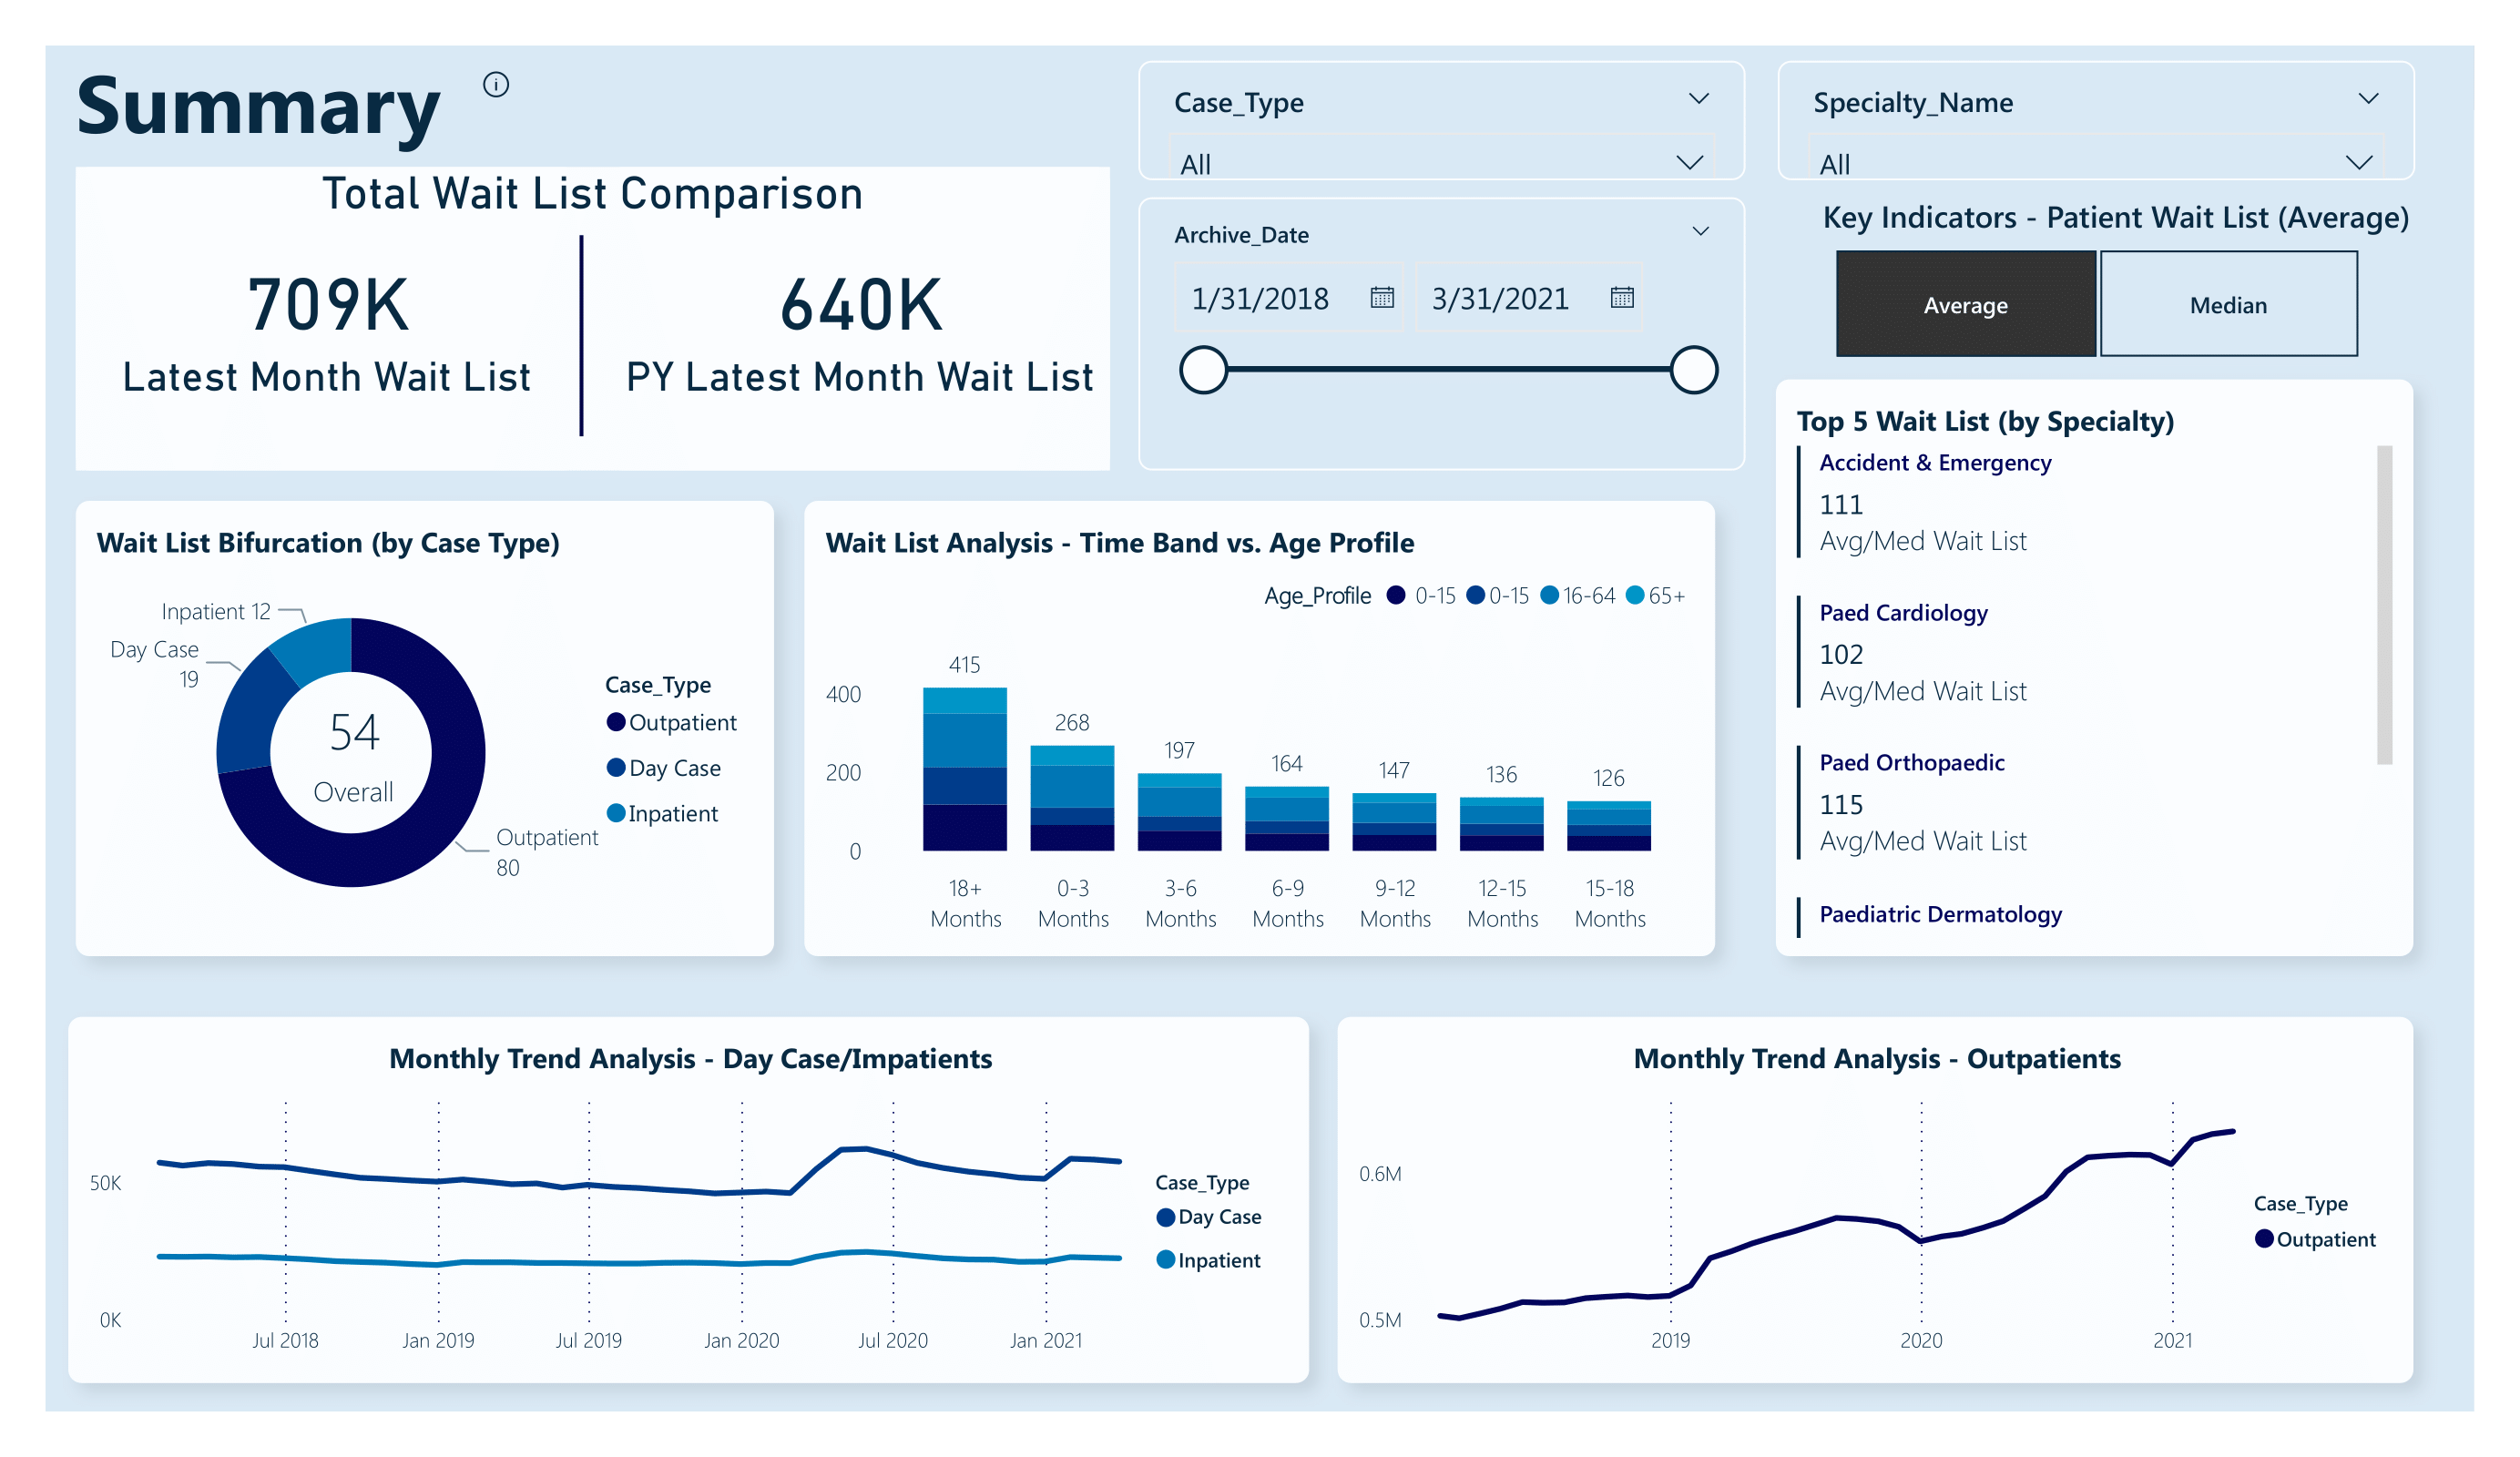 Summary
Case_Type
All
Specialty_Name
All
Total Wait List Comparison
709K
Latest Month Wait List
640K
PY Latest Month Wait List
Archive_Date
1/31/2018
3/31/2021
Key Indicators - Patient Wait List (Average)
Average
Median
Top 5 Wait List (by Specialty)
Accident & Emergency
111
Avg/Med Wait List
Paed Cardiology
102
Avg/Med Wait List
Paed Orthopaedic
115
Avg/Med Wait List
Paediatric Dermatology
Wait List Bifurcation (by Case Type)
Inpatient 12
Day Case
19
54
Overall
Outpatient
80
Case_Type
Outpatient
Day Case
Inpatient
Wait List Analysis - Time Band vs. Age Profile
Age_Profile 0-15 0-15 16-64 65+
400
200
0
415
268
197
164
147
136
126
18+
Months
0-3
Months
3-6
Months
6-9
Months
9-12
Months
12-15
Months
15-18
Months
Monthly Trend Analysis - Day Case/Impatients
50K
0K
Jul 2018
Jan 2019
Jul 2019
Jan 2020
Jul 2020
Jan 2021
Case_Type
Day Case
Inpatient
Monthly Trend Analysis - Outpatients
0.6M
0.5M
2019
2020
2021
Case_Type
Outpatient